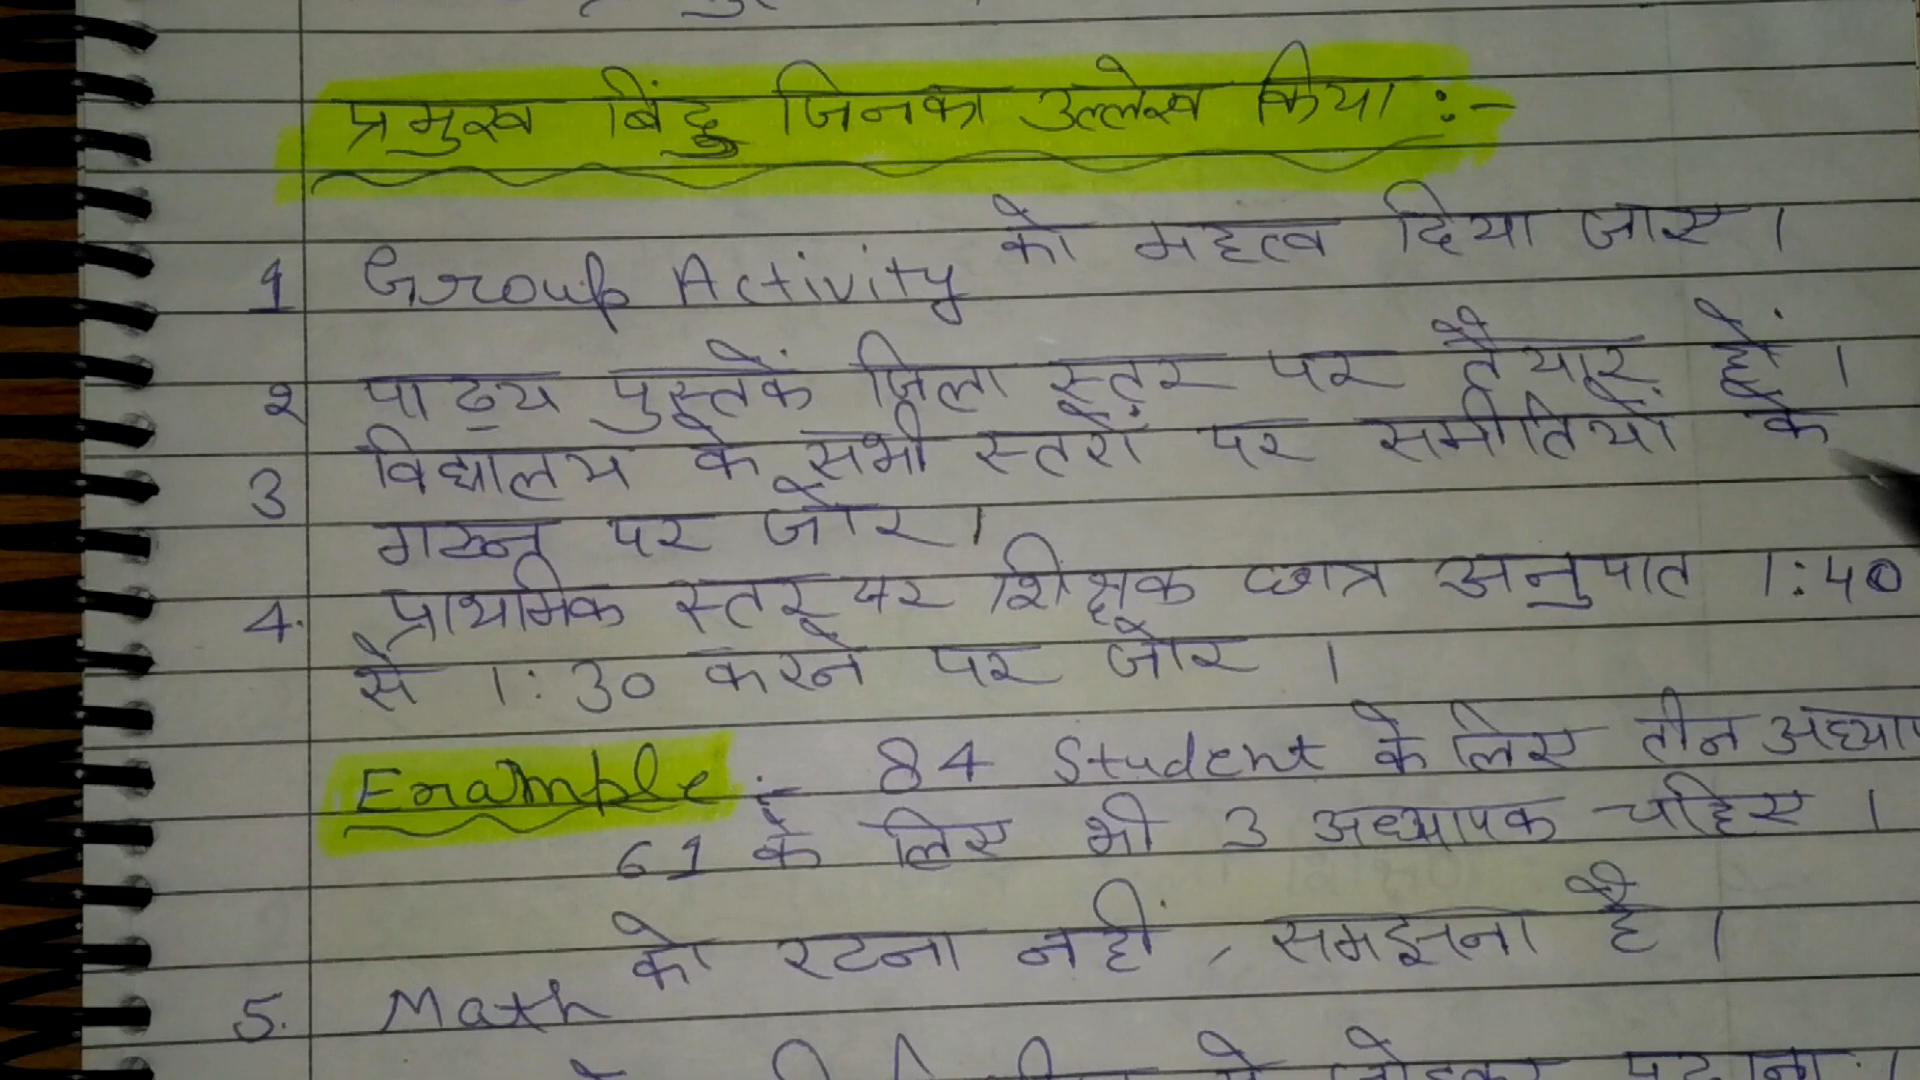 प्रमुख बिंदु जिनका उल्लेख किया :-
1 Group Activity को महत्व दिया जाए ।
2 पाठ्य पुस्तकें जिला स्तर पर तैयार हों ।
3 विद्यालय के सभी स्तरों पर समीतियों के
गठन पर जोर ।
4. प्राथमिक स्तर पर शिक्षक छात्र अनुपात 1:40
से 1:30 करने पर जोर ।
Example :- 84 Student के लिए तीन अध्याप
61 के लिए भी 3 अध्यापक चहिए ।
5. Math को रटना नहीं, समझना है ।